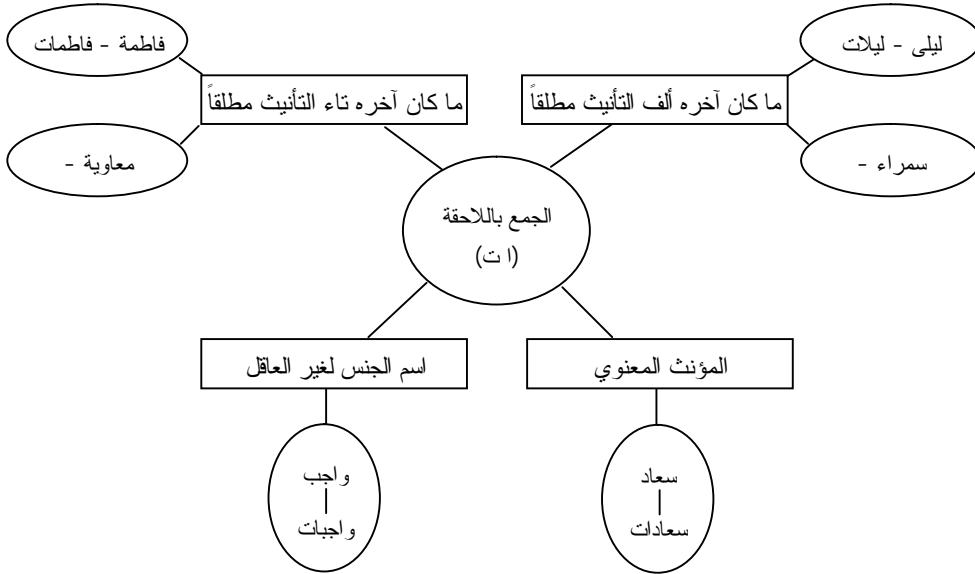 ليلى - ليلات
فاطمة - فاطمات
ما كان آخره ألف التأنيث مطلقاً
ما كان آخره تاء التأنيث مطلقاً
سمراء -
معاوية -
الجمع باللاحقة
(ا ت)
المؤنث المعنوي
اسم الجنس لغير العاقل
سعاد
سعادات
واجب
واجبات